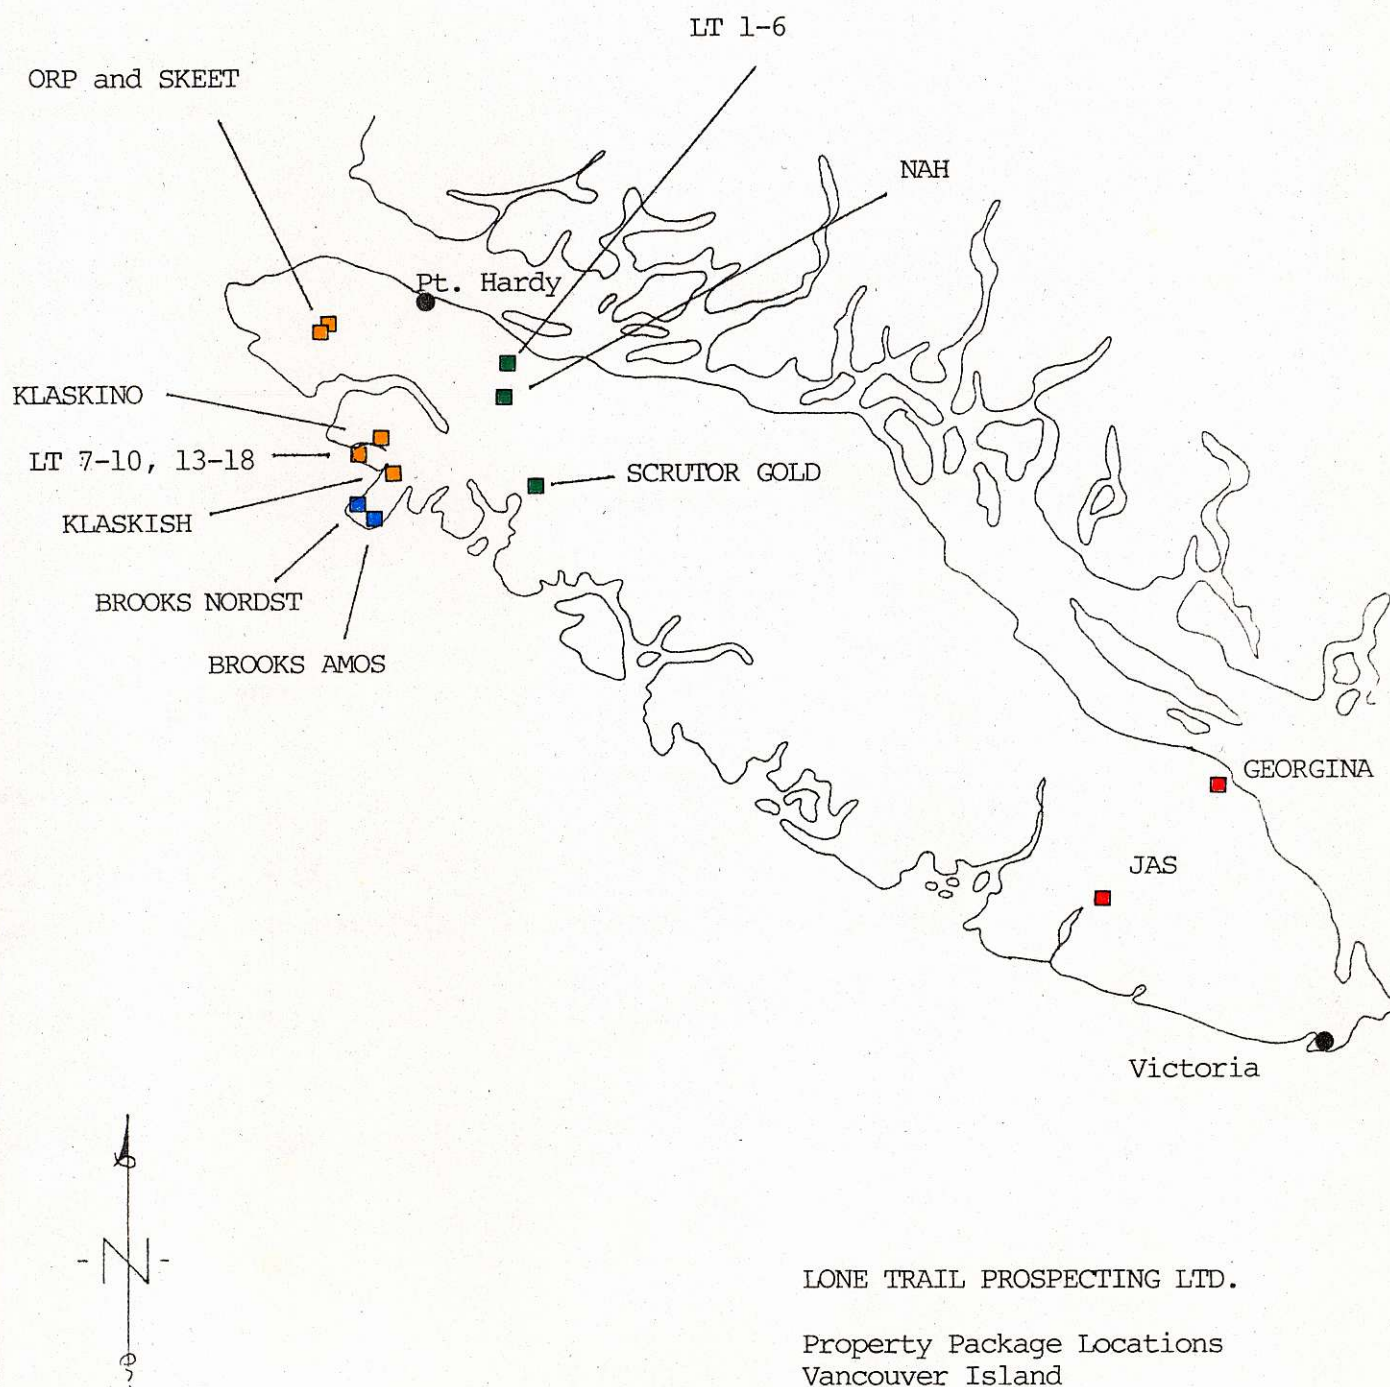 LT 1-6
ORP and SKEET
NAH
Pt. Hardy
KLASKINO
LT 7-10, 13-18
SCRUTOR GOLD
KLASKISH
BROOKS NORDST
BROOKS AMOS
GEORGINA
JAS
Victoria
-N-
LONE TRAIL PROSPECTING LTD.
Property Package Locations
Vancouver Island